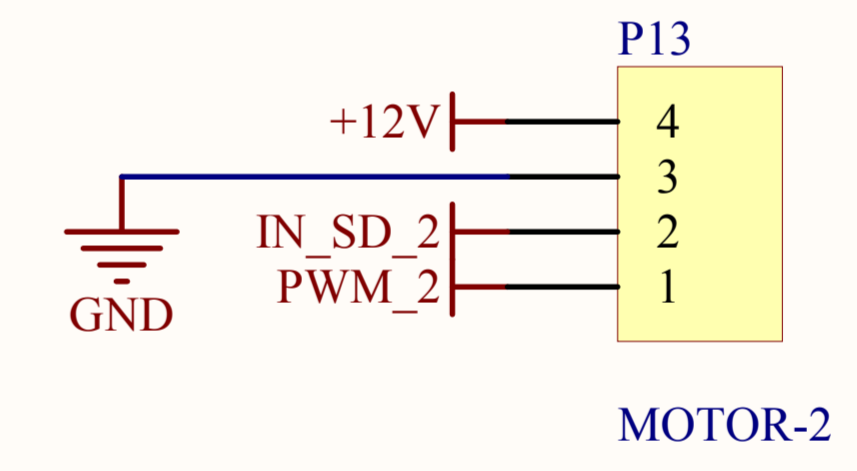 P13
+12V 4
3
IN_SD_2 2
PWM_2 1
GND
MOTOR-2